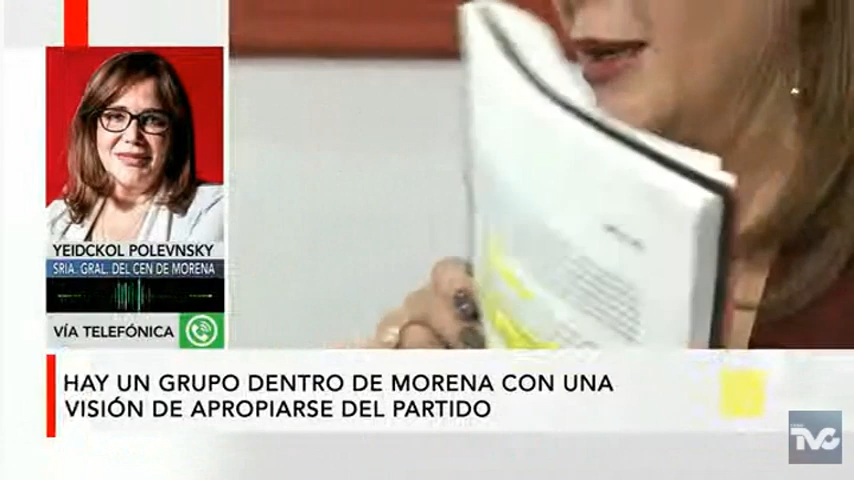 YEIDCKOL POLEVNSKY
SRIA. GRAL. DEL CEN DE MORENA
VÍA TELEFÓNICA
HAY UN GRUPO DENTRO DE MORENA CON UNA
VISIÓN DE APROPIARSE DEL PARTIDO
TVC